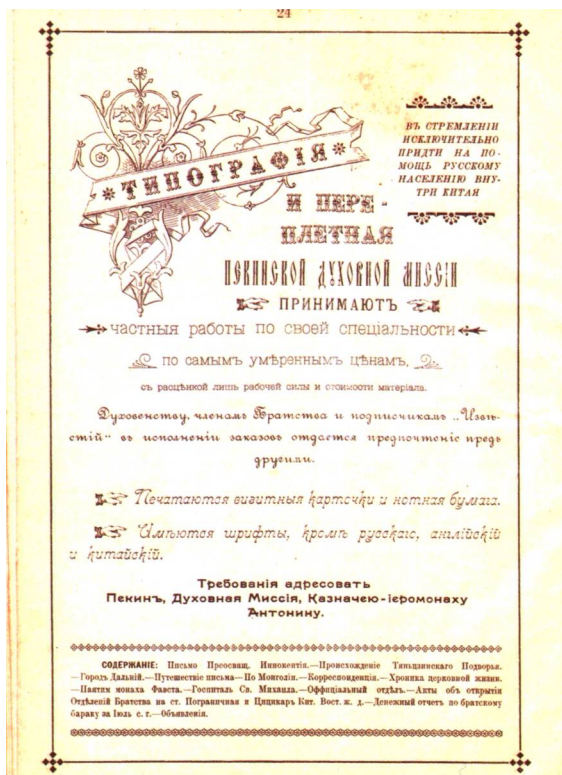 24
ТИПОГРАФІЯ
ВЪ СТРЕМЛЕНІИ
ИСКЛЮЧИТЕЛЬНО
ПРИДТИ НА ПО-
МОЩЬ РУССКОМУ
НАСЕЛЕНІЮ ВНУ-
ТРИ КИТАЯ
И ПЕРЕ-
ПЛЕТНАЯ
ПЕКИНСКОЙ ДУХОВНОЙ МИССІИ
ПРИНИМАЮТЪ
частныя работы по своей спеціальности
по самымъ умѣреннымъ цѣнамъ,
съ расцѣнкой лишь рабочей силы и стоимости матеріала.
Духовенству, членамъ Братства и подписчикамъ „Извѣ-
стій“ въ исполненіи заказовъ отдается предпочтеніе предъ
другими.
Печатаются визитныя карточки и нотная бумага.
Имѣются шрифты, кромѣ русскаго, англійскій
и китайскій.
Требованія адресовать
Пекинъ, Духовная Миссія, Казначею-іеромонаху
Антонину.
СОДЕРЖАНІЕ: Письмо Преосвящ. Иннокентія.—Происхожденіе Тяньцзинскаго Подворья.
—Городъ Дальній.—Путешествіе письма—По Монголіи.—Корреспонденція.—Хроника церковной жизни.
—Памяти монаха Фавста.—Госпиталь Св. Михаила.—Оффиціальный отдѣлъ.—Акты объ открытіи
Отдѣленій Братства на ст. Пограничная и Цицикаръ Кит. Вост. ж. д.—Денежный отчетъ по братскому
бараку за Іюль с. г.—Объявленія.